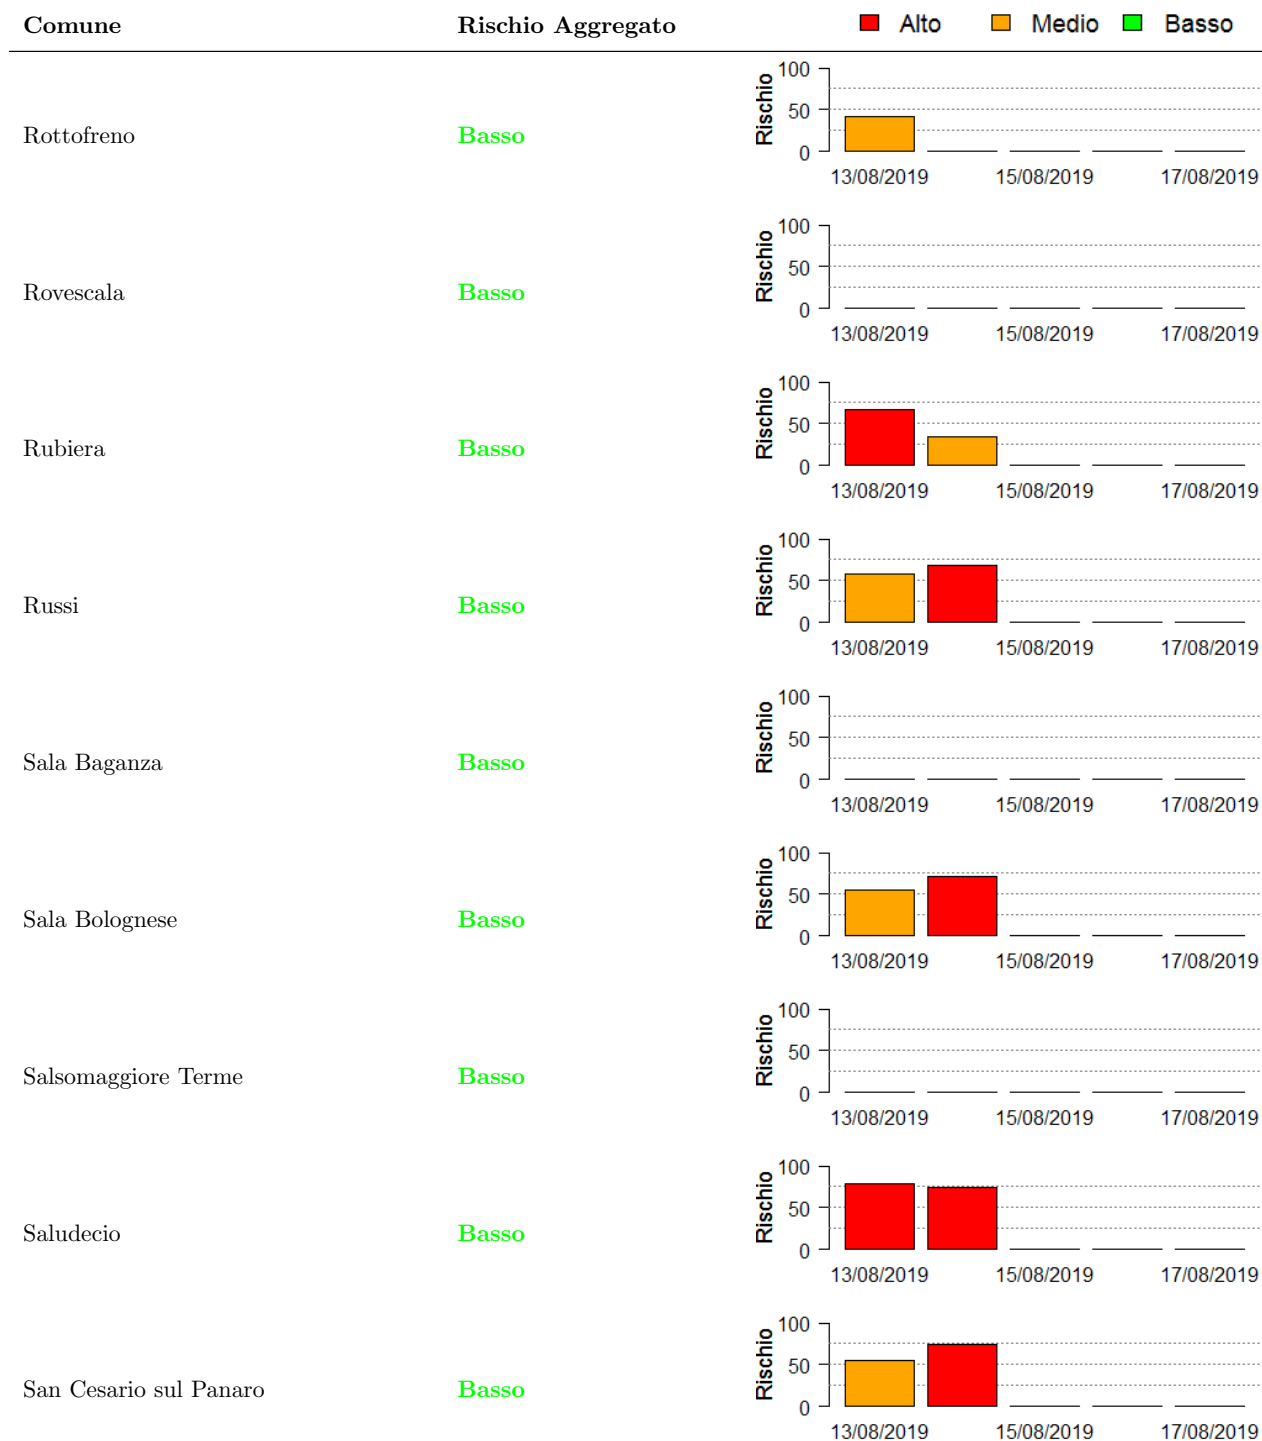 Comune Rischio Aggregato Alto Medio Basso
100
50
0
Rischio
Rottofreno Basso
13/08/2019 15/08/2019 17/08/2019
100
50
0
Rischio
Rovescala Basso
13/08/2019 15/08/2019 17/08/2019
100
50
0
Rischio
Rubiera Basso
13/08/2019 15/08/2019 17/08/2019
100
50
0
Rischio
Russi Basso
13/08/2019 15/08/2019 17/08/2019
100
50
0
Rischio
Sala Baganza Basso
13/08/2019 15/08/2019 17/08/2019
100
50
0
Rischio
Sala Bolognese Basso
13/08/2019 15/08/2019 17/08/2019
100
50
0
Rischio
Salsomaggiore Terme Basso
13/08/2019 15/08/2019 17/08/2019
100
50
0
Rischio
Saludecio Basso
13/08/2019 15/08/2019 17/08/2019
100
50
0
Rischio
San Cesario sul Panaro Basso
13/08/2019 15/08/2019 17/08/2019